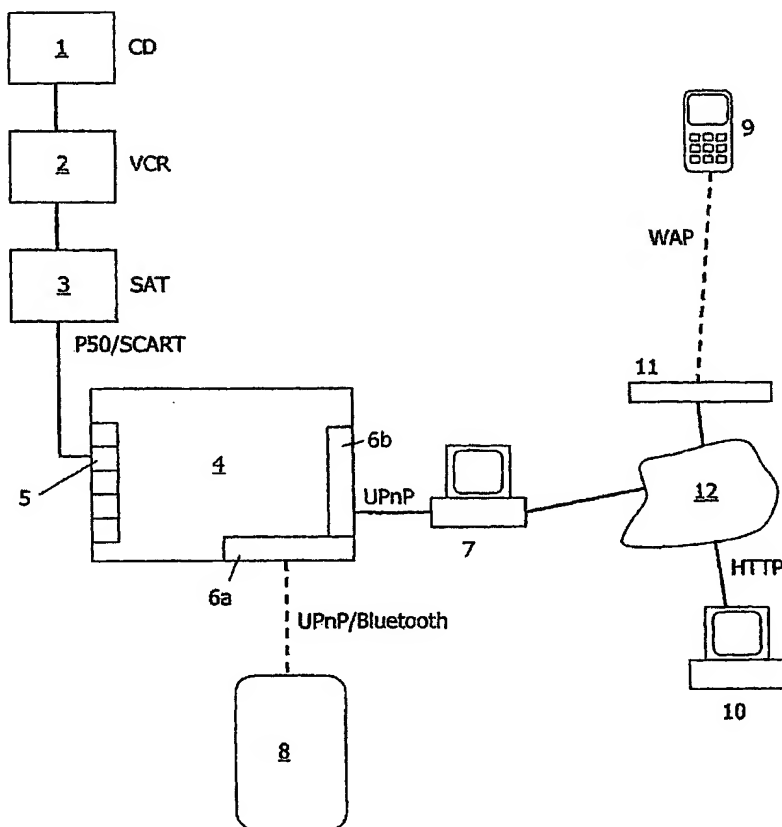 1 CD
2 VCR
9
WAP
3 SAT
P50/SCART
11
6b
4
12
5
UPnP
7
HTTP
6a
UPnP/Bluetooth
10
8